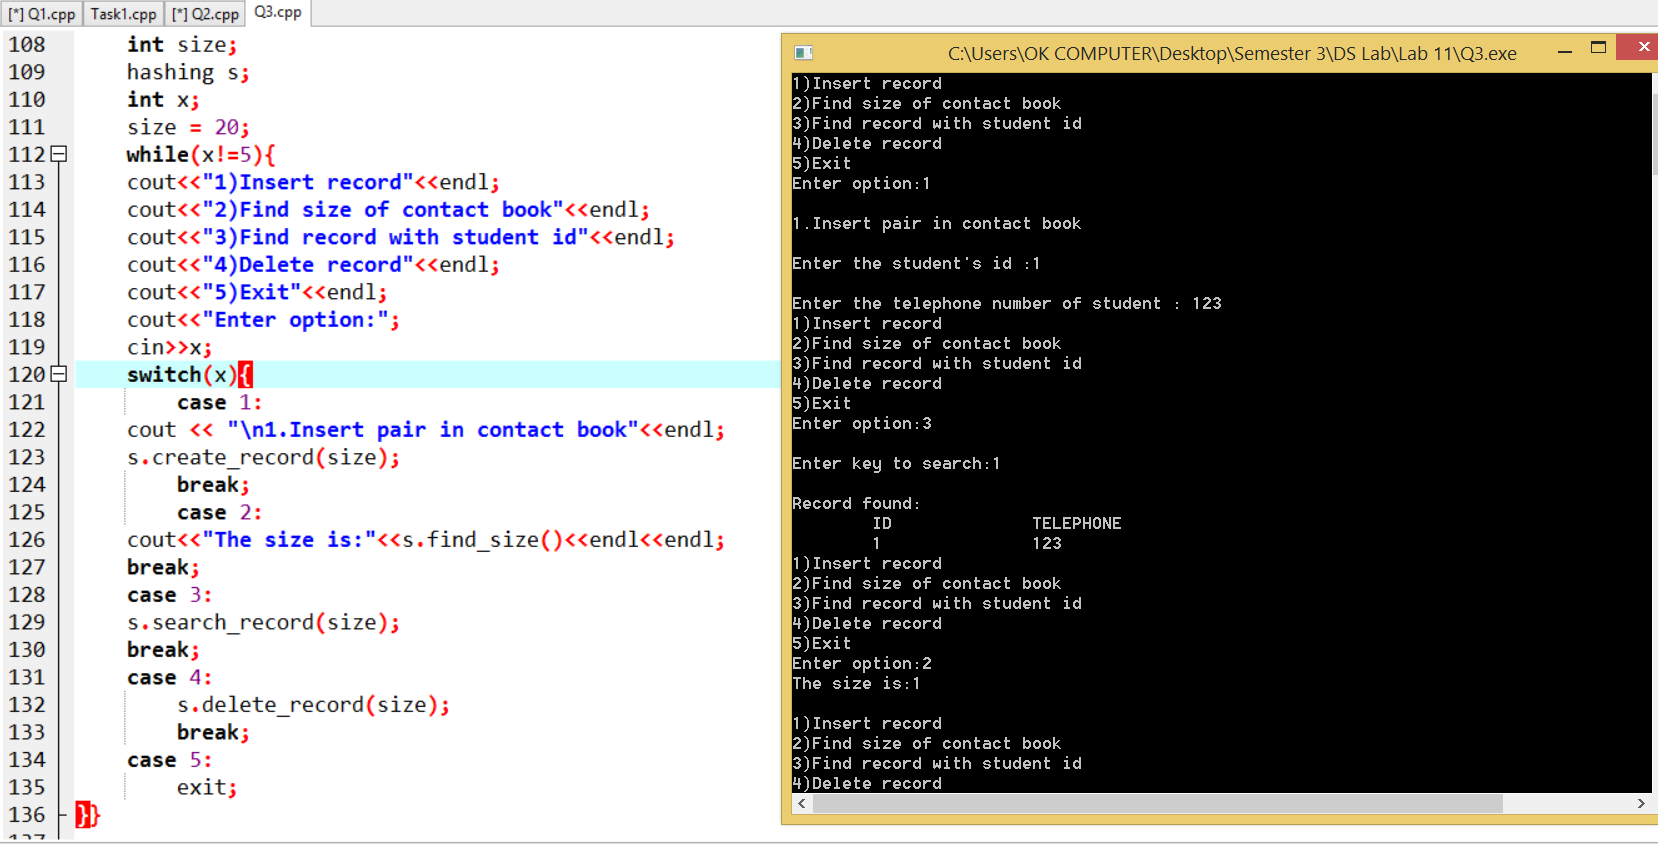 [*] Q1.cpp Task1.cpp [*] Q2.cpp Q3.cpp
108 int size;
109 hashing s;
110 int x;
111 size = 20;
112 while(x!=5){
113 cout<<"1)Insert record"<<endl;
114 cout<<"2)Find size of contact book"<<endl;
115 cout<<"3)Find record with student id"<<endl;
116 cout<<"4)Delete record"<<endl;
117 cout<<"5)Exit"<<endl;
118 cout<<"Enter option:";
119 cin>>x;
120 switch(x){
121 case 1:
122 cout << "\n1.Insert pair in contact book"<<endl;
123 s.create_record(size);
124 break;
125 case 2:
126 cout<<"The size is:"<<s.find_size()<<endl<<endl;
127 break;
128 case 3:
129 s.search_record(size);
130 break;
131 case 4:
132 s.delete_record(size);
133 break;
134 case 5:
135 exit;
136 }}
137
C:\Users\OK COMPUTER\Desktop\Semester 3\DS Lab\Lab 11\Q3.exe
1)Insert record
2)Find size of contact book
3)Find record with student id
4)Delete record
5)Exit
Enter option:1
1.Insert pair in contact book
Enter the student's id :1
Enter the telephone number of student : 123
1)Insert record
2)Find size of contact book
3)Find record with student id
4)Delete record
5)Exit
Enter option:3
Enter key to search:1
Record found:
ID TELEPHONE
1 123
1)Insert record
2)Find size of contact book
3)Find record with student id
4)Delete record
5)Exit
Enter option:2
The size is:1
1)Insert record
2)Find size of contact book
3)Find record with student id
4)Delete record